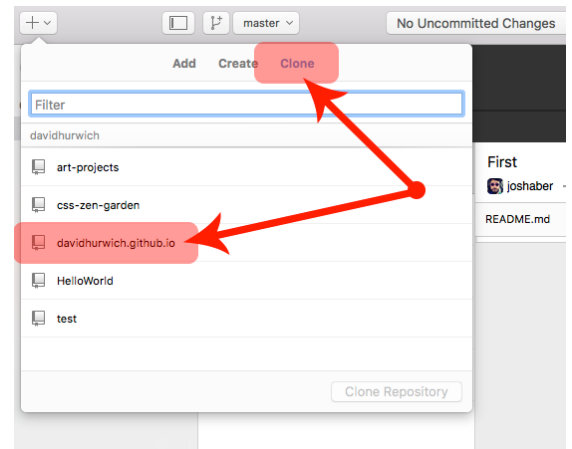 master
No Uncommitted Changes
Add Create Clone
Filter
davidhurwich
art-projects
css-zen-garden
davidhurwich.github.io
HelloWorld
test
Clone Repository
First
joshaber
README.md